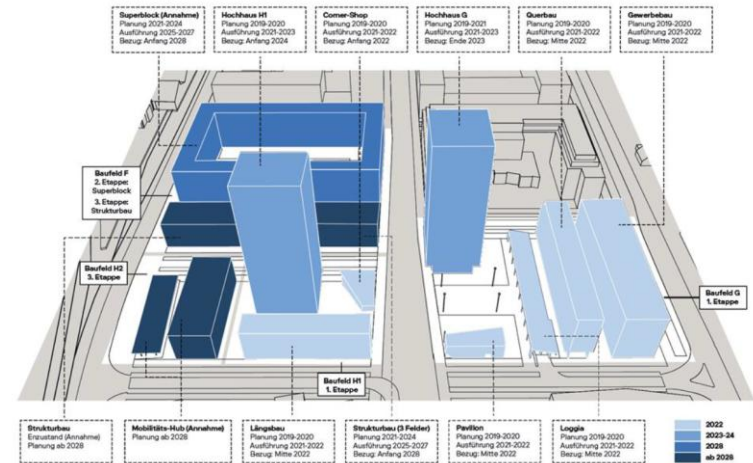 Superblock (Annahme)
Planung 2021-2024
Ausführung 2025-2027
Bezug: Anfang 2028
Hochhaus H1
Planung 2019-2020
Ausführung 2021-2023
Bezug: Anfang 2024
Corner-Shop
Planung 2019-2020
Ausführung 2021-2022
Bezug: Anfang 2022
Hochhaus G
Planung 2019-2021
Ausführung 2021-2023
Bezug: Ende 2023
Querbau
Planung 2019-2020
Ausführung 2021-2022
Bezug: Mitte 2022
Gewerbebau
Planung 2019-2020
Ausführung 2021-2022
Bezug: Mitte 2022
Baufeld F
2. Etappe:
Superblock
3. Etappe:
Strukturbau
Baufeld H2
3. Etappe
Baufeld G
1. Etappe
Baufeld H1
1. Etappe
Strukturbau
Enzustand (Annahme)
Planung ab 2028
Mobilitäts-Hub (Annahme)
Planung ab 2028
Längsbau
Planung 2019-2020
Ausführung 2021-2022
Bezug: Mitte 2022
Strukturbau (3 Felder)
Planung 2021-2024
Ausführung 2025-2027
Bezug: Anfang 2028
Pavillon
Planung 2019-2020
Ausführung 2021-2022
Bezug: Mitte 2022
Loggia
Planung 2019-2020
Ausführung 2021-2022
Bezug: Mitte 2022
2022
2023-24
2028
ab 2028